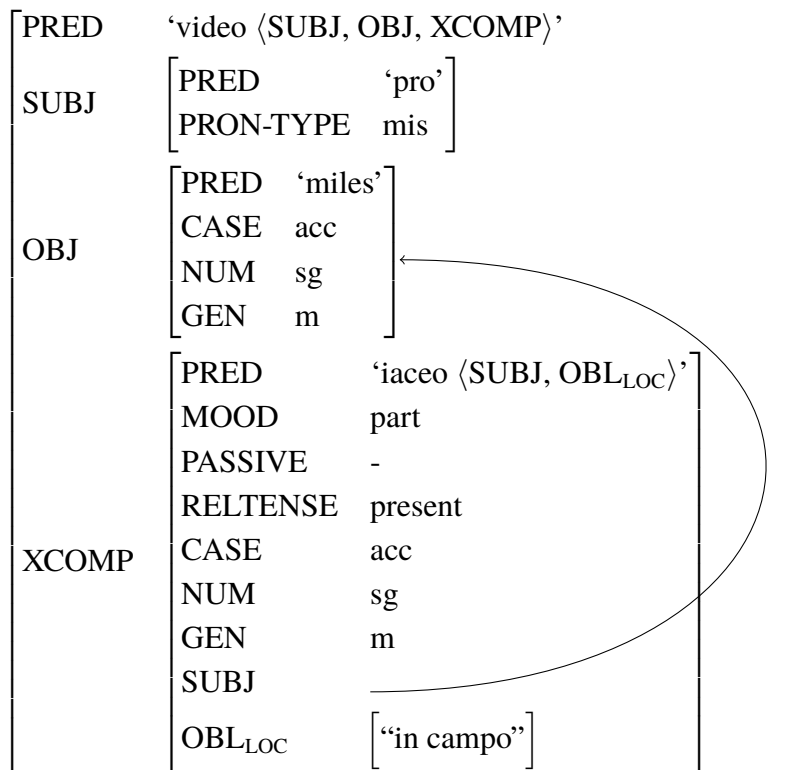 PRED ‘video ⟨SUBJ, OBJ, XCOMP⟩’
SUBJ
PRED ‘pro’
PRON-TYPE mis
OBJ
PRED ‘miles’
CASE acc
NUM sg
GEN m
XCOMP
PRED ‘iaceo ⟨SUBJ, OBL_LOC⟩’
MOOD part
PASSIVE -
RELTENSE present
CASE acc
NUM sg
GEN m
SUBJ
OBL_LOC “in campo”